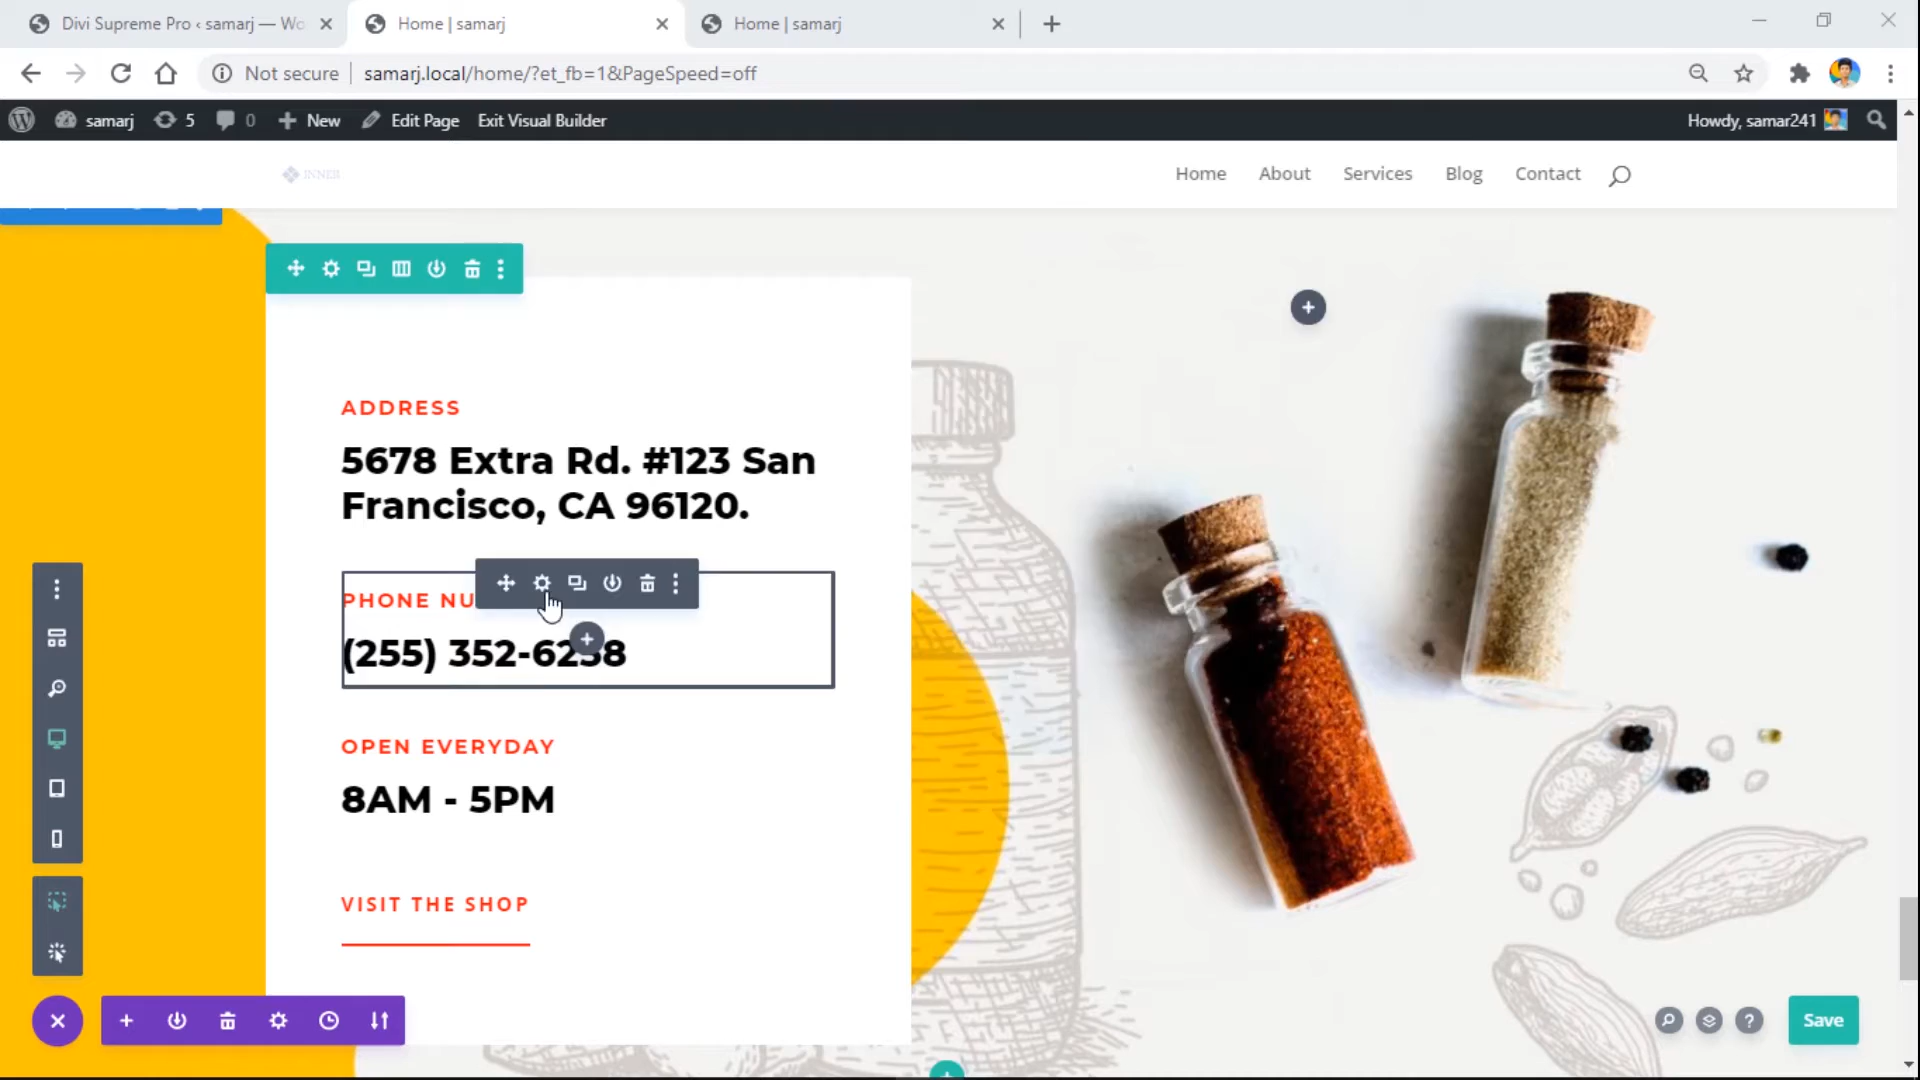 Divi Supreme Pro ‹ samarj — Wo
Home | samarj
Home | samarj
Not secure
samarj.local/home/?et_fb=1&PageSpeed=off
samarj
5
0
New
Edit Page
Exit Visual Builder
Howdy, samar241
INNER
Home
About
Services
Blog
Contact
ADDRESS
5678 Extra Rd. #123 San
Francisco, CA 96120.
PHONE NU
(255) 352-6258
OPEN EVERYDAY
8AM - 5PM
VISIT THE SHOP
Save